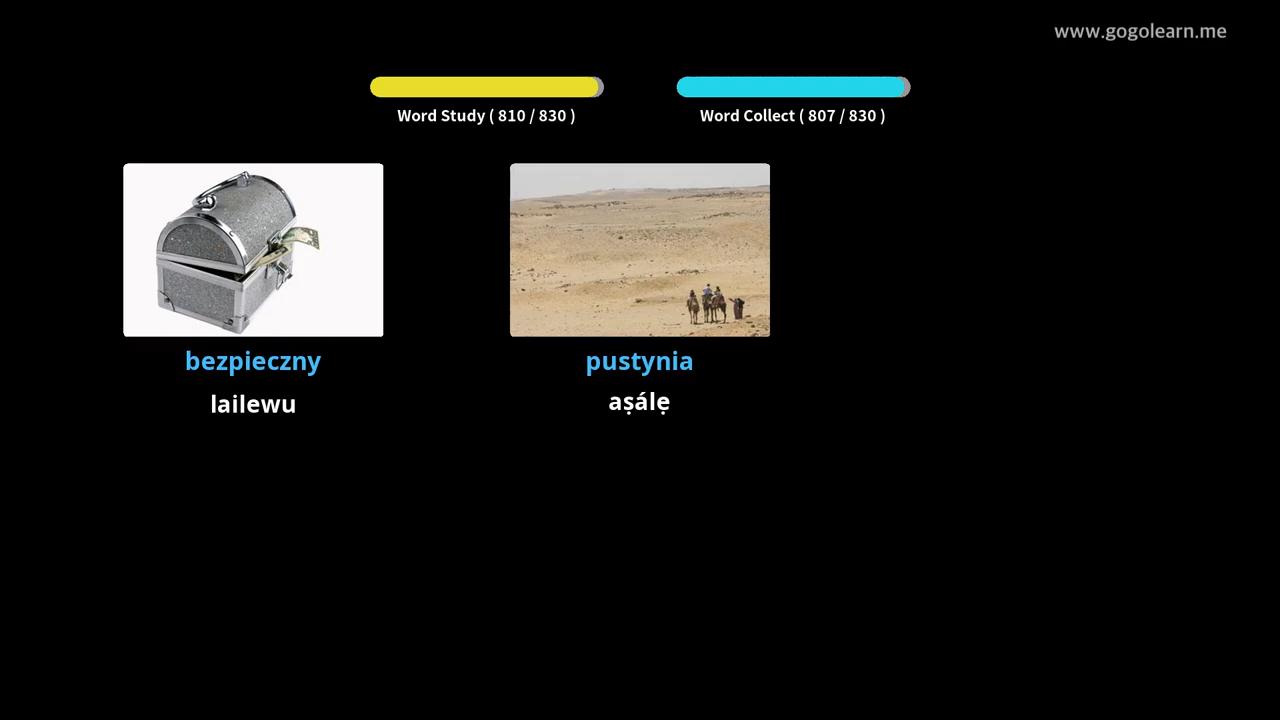 www.gogolearn.me
Word Study ( 810 / 830 )
Word Collect ( 807 / 830 )
bezpieczny
pustynia
lailewu
aṣálẹ